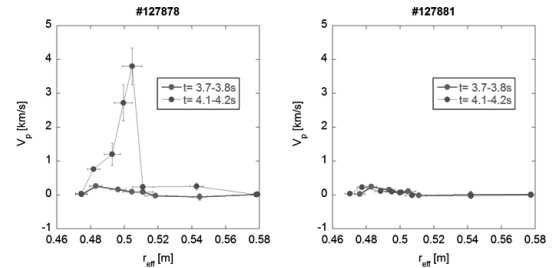 #127878
5
4
3
2
1
0
-1
V_p [km/s]
t= 3.7-3.8s
t= 4.1-4.2s
0.46 0.48 0.5 0.52 0.54 0.56 0.58
r_eff [m]
#127881
5
4
3
2
1
0
-1
V_p [km/s]
t= 3.7-3.8s
t= 4.1-4.2s
0.46 0.48 0.5 0.52 0.54 0.56 0.58
r_eff [m]